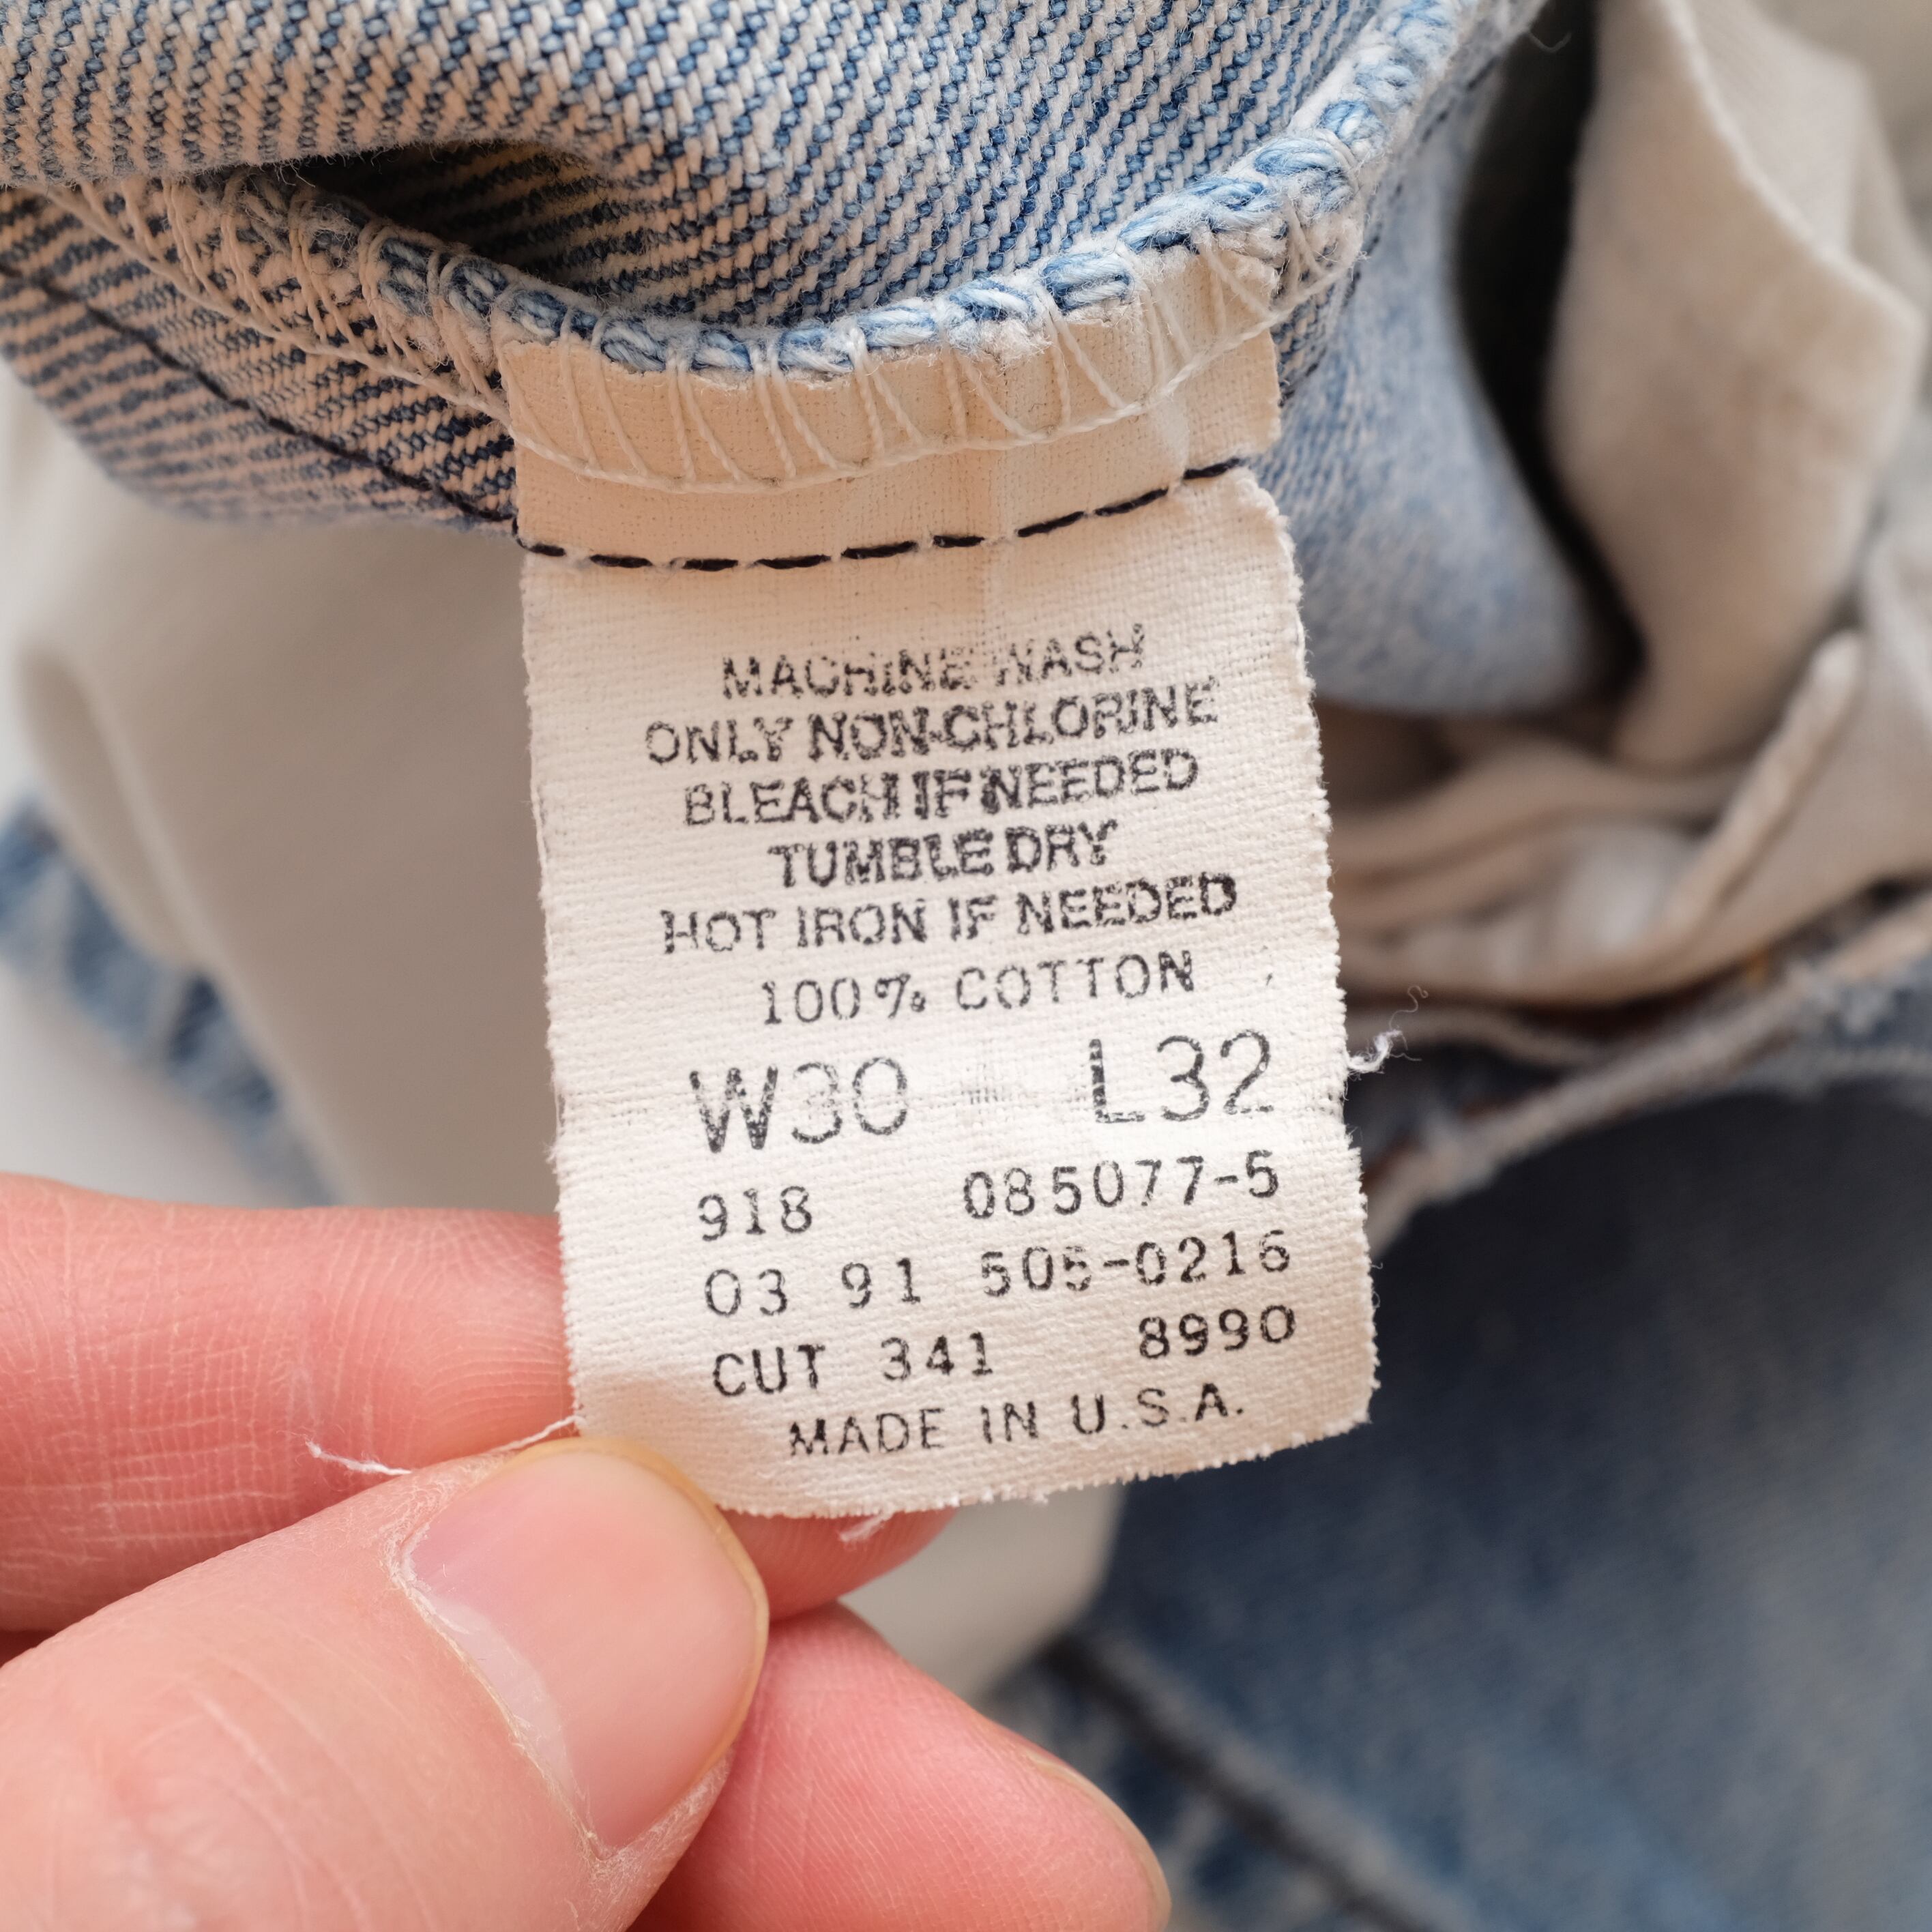 MACHINE WASH
ONLY NON-CHLORINE
BLEACH IF NEEDED
TUMBLE DRY
HOT IRON IF NEEDED
100% COTTON
W30 L32
918 085077-5
03 91 505-0216
CUT 341 8990
MADE IN U.S.A.